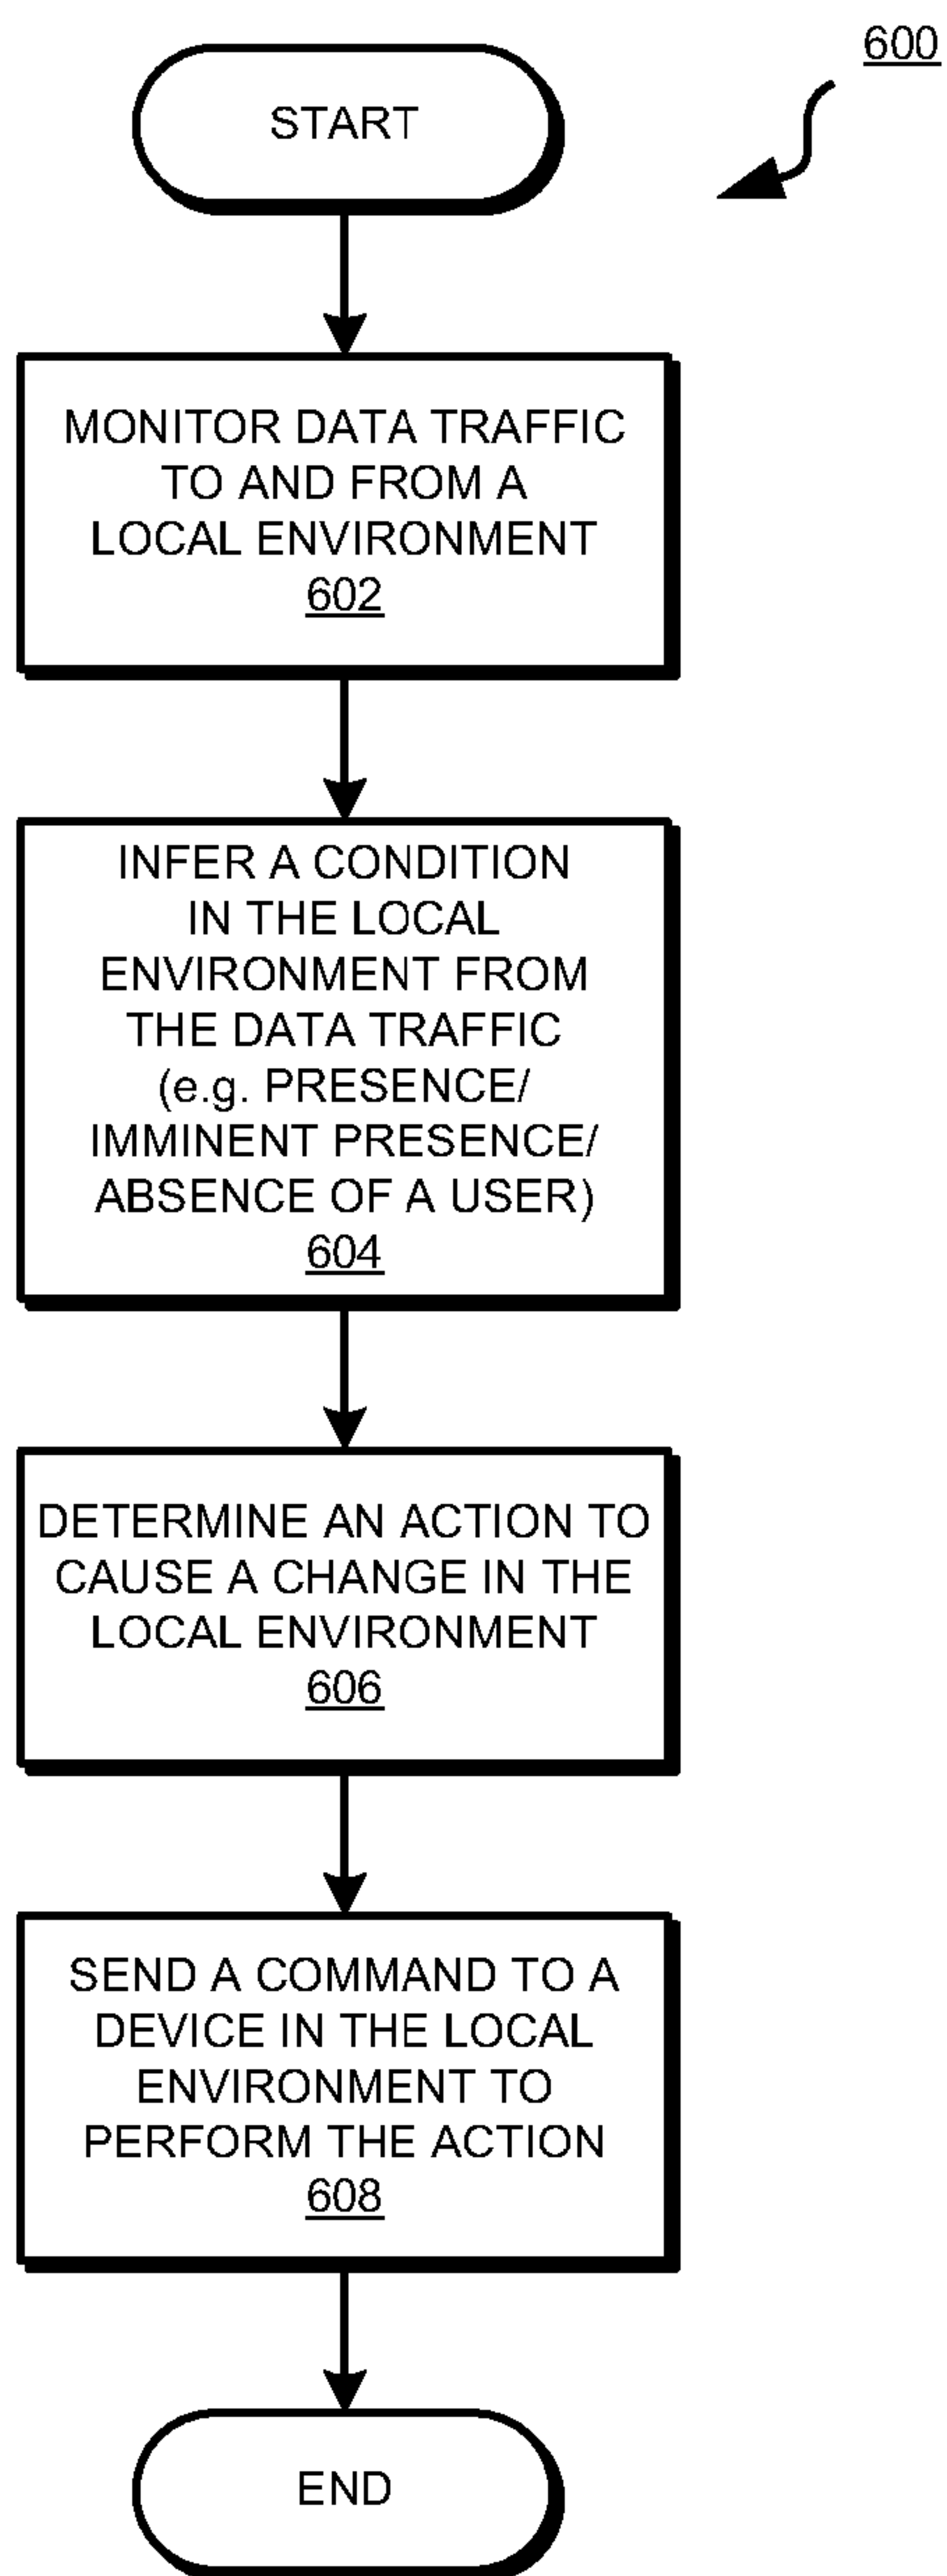 600
START
MONITOR DATA TRAFFIC
TO AND FROM A
LOCAL ENVIRONMENT
602
INFER A CONDITION
IN THE LOCAL
ENVIRONMENT FROM
THE DATA TRAFFIC
(e.g. PRESENCE/
IMMINENT PRESENCE/
ABSENCE OF A USER)
604
DETERMINE AN ACTION TO
CAUSE A CHANGE IN THE
LOCAL ENVIRONMENT
606
SEND A COMMAND TO A
DEVICE IN THE LOCAL
ENVIRONMENT TO
PERFORM THE ACTION
608
END